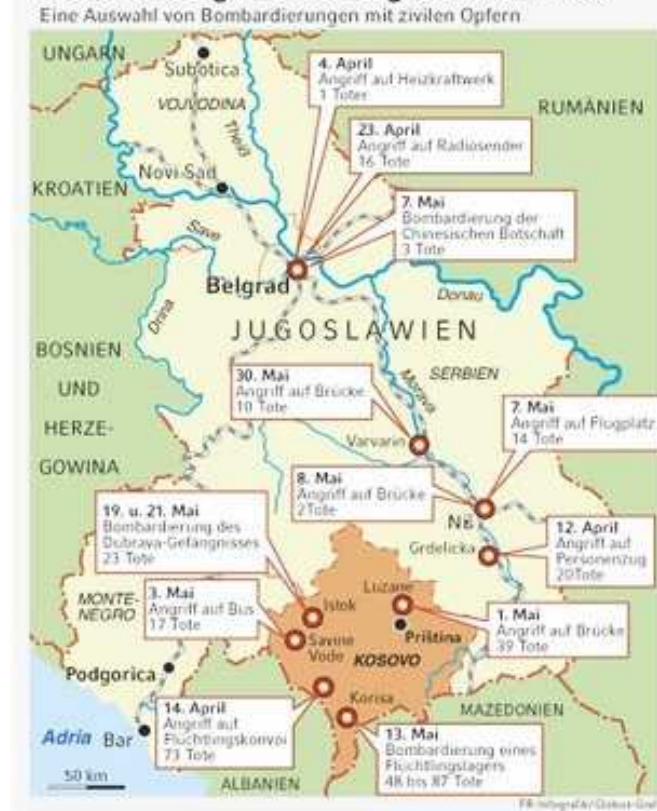 Eine Auswahl von Bombardierungen mit zivilen Opfern
UNGARN
Subotica
VOJVODINA
Theiß
4. April
Angriff auf Heizkraftwerk
1 Toter
RUMÄNIEN
23. April
Angriff auf Radiosender
16 Tote
Novi Sad
KROATIEN
Save
7. Mai
Bombardierung der
Chinesischen Botschaft
3 Tote
Belgrad
Donau
Drina
JUGOSLAWIEN
BOSNIEN
UND
HERZE-
GOWINA
Morava
SERBIEN
30. Mai
Angriff auf Brücke
10 Tote
Varvarin
7. Mai
Angriff auf Flugplatz
14 Tote
8. Mai
Angriff auf Brücke
2Tote
Niš
19. u. 21. Mai
Bombardierung des
Dubrava-Gefängnisses
23 Tote
Grdelicka
12. April
Angriff auf
Personenzug
20Tote
MONTE-
NEGRO
3. Mai
Angriff auf Bus
17 Tote
Istok
Luzane
Savine
Vode
Priština
KOSOVO
1. Mai
Angriff auf Brücke
39 Tote
Podgorica
Korisa
14. April
Angriff auf
Flüchtlingskonvoi
73 Tote
MAZEDONIEN
Adria
Bar
13. Mai
Bombardierung eines
Flüchtlingslagers
48 bis 87 Tote
50 km
ALBANIEN